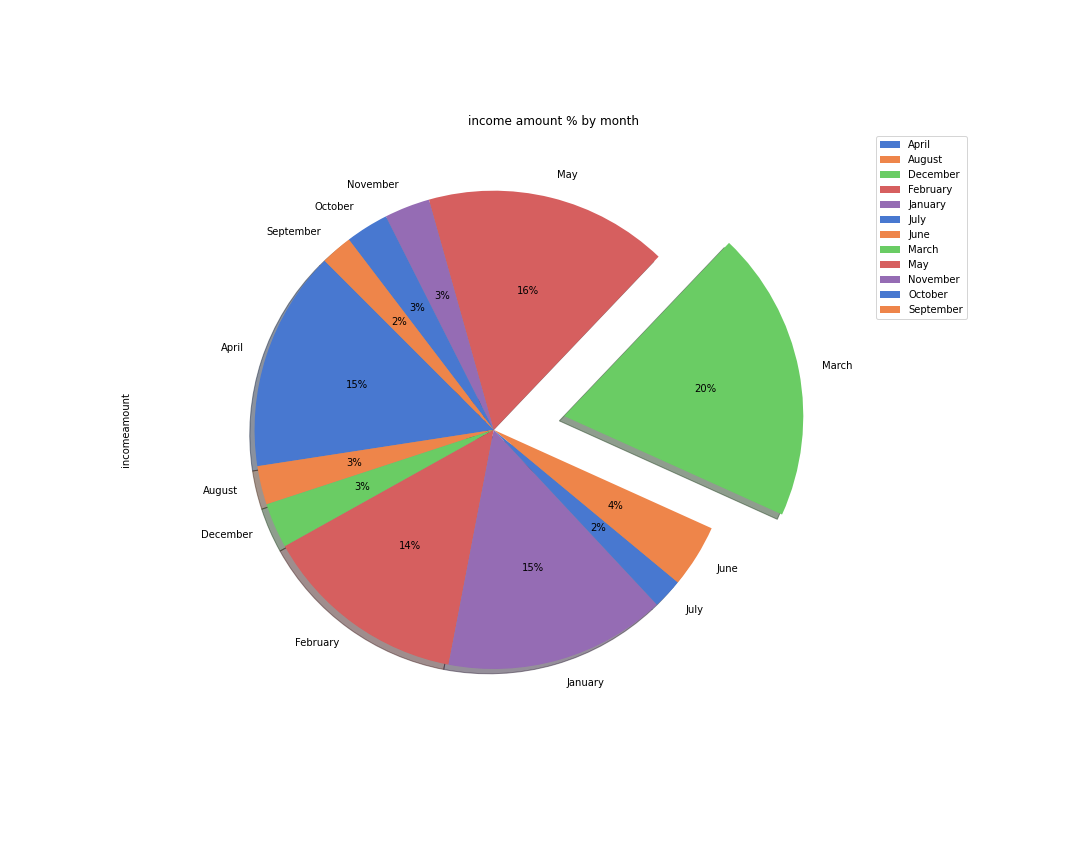 income amount % by month
April
August
December
February
January
July
June
March
May
November
October
September
May
November
October
September
April
August
December
February
January
July
June
March
16%
3%
3%
2%
15%
3%
3%
14%
15%
2%
4%
20%
incomeamount